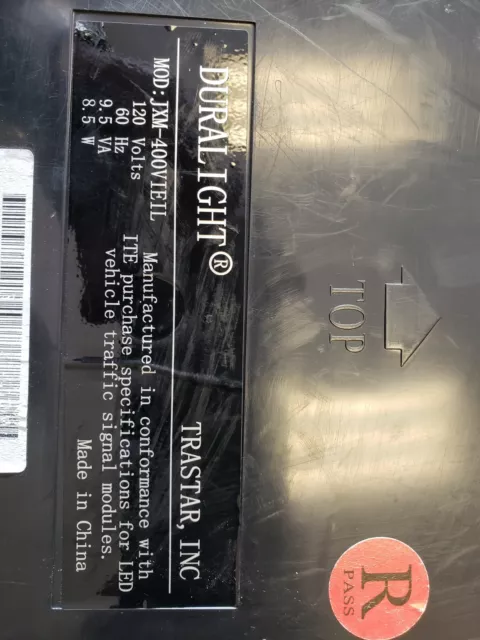 DURALIGHT® TRASTAR, INC
MOD:JXM-400VIEIL
120 Volts
60 Hz
9.5 VA
8.5 W
Manufactured in conformance with
ITE purchase specifications for LED
vehicle traffic signal modules.
Made in China
TOP
R
PASS